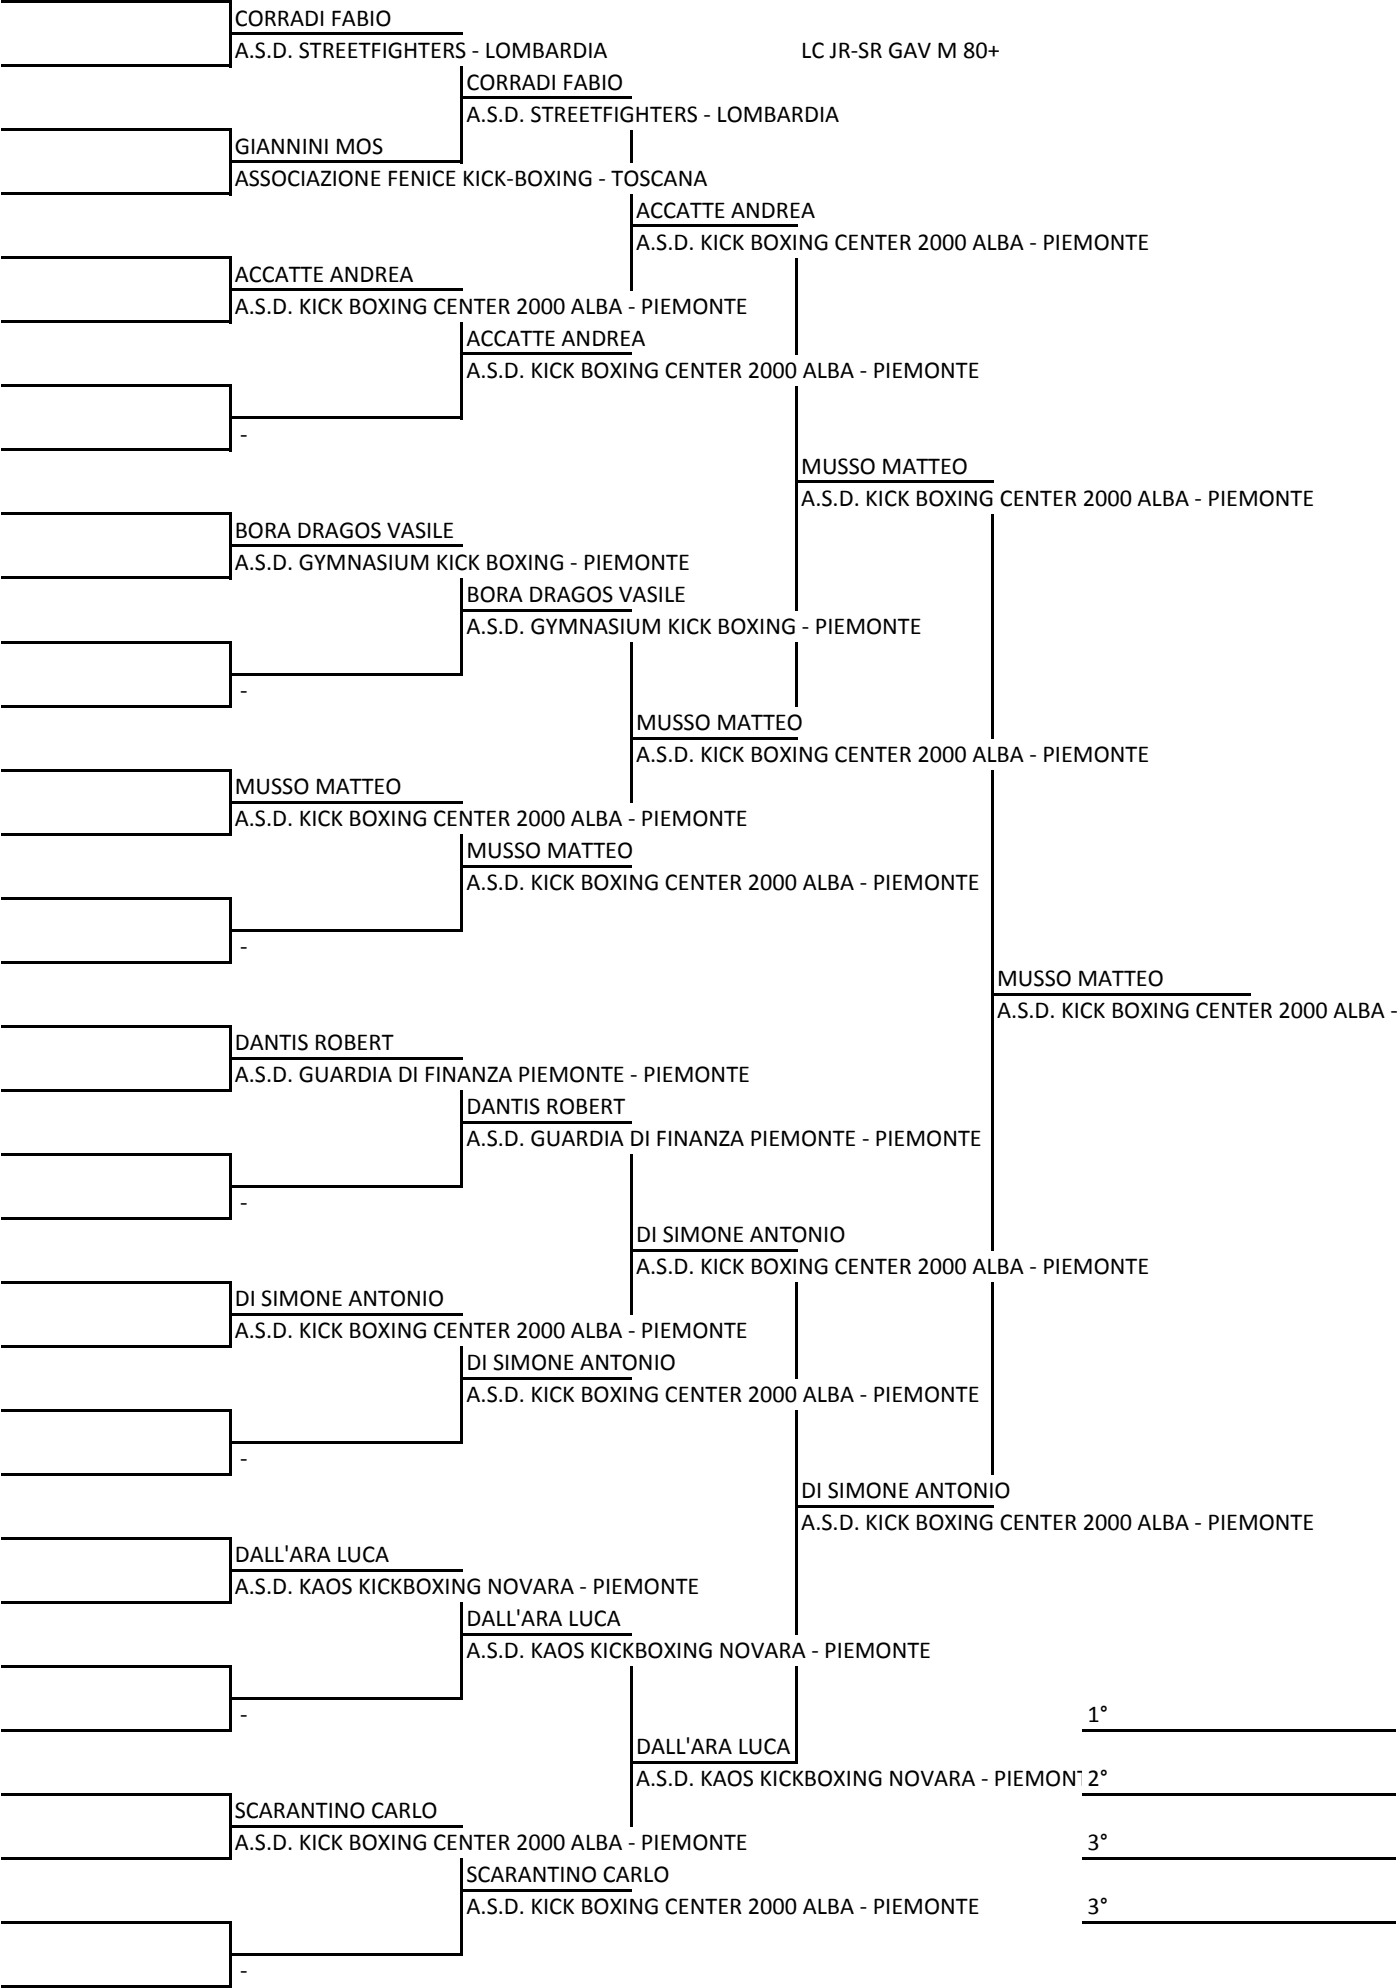 CORRADI FABIO
A.S.D. STREETFIGHTERS - LOMBARDIA
LC JR-SR GAV M 80+
CORRADI FABIO
A.S.D. STREETFIGHTERS - LOMBARDIA
GIANNINI MOS
ASSOCIAZIONE FENICE KICK-BOXING - TOSCANA
ACCATTE ANDREA
A.S.D. KICK BOXING CENTER 2000 ALBA - PIEMONTE
ACCATTE ANDREA
A.S.D. KICK BOXING CENTER 2000 ALBA - PIEMONTE
ACCATTE ANDREA
A.S.D. KICK BOXING CENTER 2000 ALBA - PIEMONTE
-
MUSSO MATTEO
A.S.D. KICK BOXING CENTER 2000 ALBA - PIEMONTE
BORA DRAGOS VASILE
A.S.D. GYMNASIUM KICK BOXING - PIEMONTE
BORA DRAGOS VASILE
A.S.D. GYMNASIUM KICK BOXING - PIEMONTE
-
MUSSO MATTEO
A.S.D. KICK BOXING CENTER 2000 ALBA - PIEMONTE
MUSSO MATTEO
A.S.D. KICK BOXING CENTER 2000 ALBA - PIEMONTE
MUSSO MATTEO
A.S.D. KICK BOXING CENTER 2000 ALBA - PIEMONTE
-
MUSSO MATTEO
A.S.D. KICK BOXING CENTER 2000 ALBA -
DANTIS ROBERT
A.S.D. GUARDIA DI FINANZA PIEMONTE - PIEMONTE
DANTIS ROBERT
A.S.D. GUARDIA DI FINANZA PIEMONTE - PIEMONTE
-
DI SIMONE ANTONIO
A.S.D. KICK BOXING CENTER 2000 ALBA - PIEMONTE
DI SIMONE ANTONIO
A.S.D. KICK BOXING CENTER 2000 ALBA - PIEMONTE
DI SIMONE ANTONIO
A.S.D. KICK BOXING CENTER 2000 ALBA - PIEMONTE
-
DI SIMONE ANTONIO
A.S.D. KICK BOXING CENTER 2000 ALBA - PIEMONTE
DALL'ARA LUCA
A.S.D. KAOS KICKBOXING NOVARA - PIEMONTE
DALL'ARA LUCA
A.S.D. KAOS KICKBOXING NOVARA - PIEMONTE
-
1°
DALL'ARA LUCA
A.S.D. KAOS KICKBOXING NOVARA - PIEMONT
2°
SCARANTINO CARLO
A.S.D. KICK BOXING CENTER 2000 ALBA - PIEMONTE
3°
SCARANTINO CARLO
A.S.D. KICK BOXING CENTER 2000 ALBA - PIEMONTE
3°
-